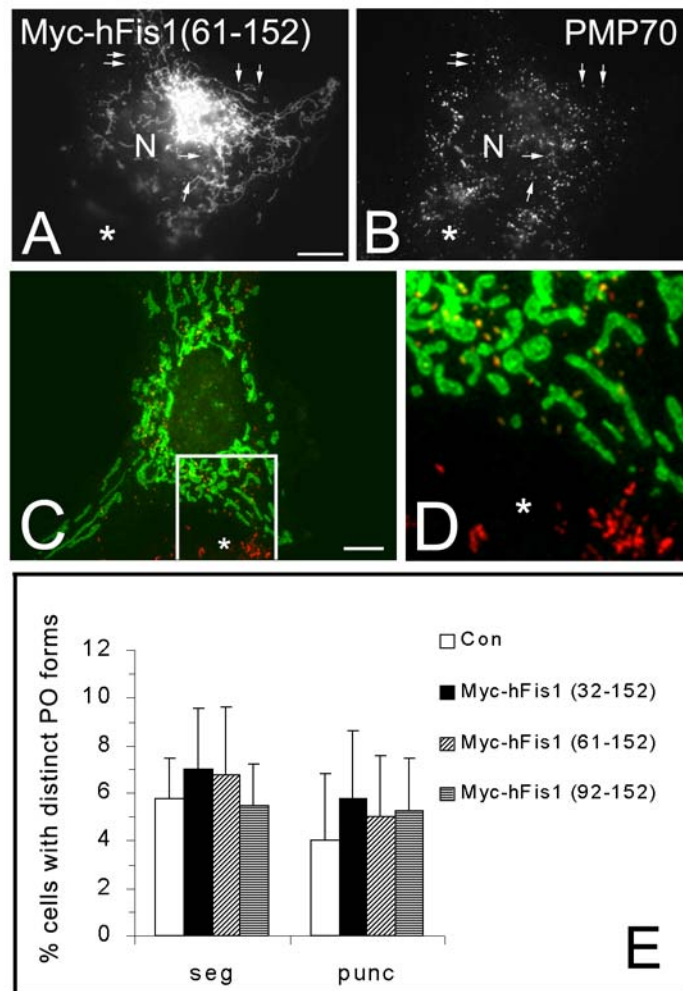 Myc-hFis1(61-152)
PMP70
N
N
*
*
A
B
*
*
C
D
% cells with distinct PO forms
12
10
8
6
4
2
0
seg
punc
Con
Myc-hFis1 (32-152)
Myc-hFis1 (61-152)
Myc-hFis1 (92-152)
E